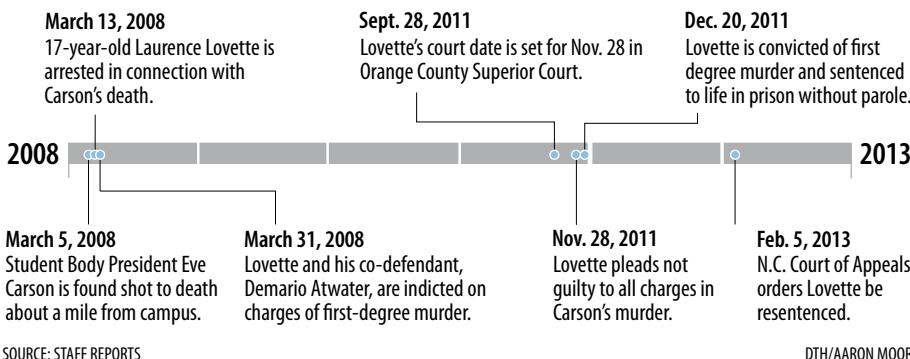 March 13, 2008
17-year-old Laurence Lovette is
arrested in connection with
Carson's death.
Sept. 28, 2011
Lovette's court date is set for Nov. 28 in
Orange County Superior Court.
Dec. 20, 2011
Lovette is convicted of first
degree murder and sentenced
to life in prison without parole.
2008
2013
March 5, 2008
Student Body President Eve
Carson is found shot to death
about a mile from campus.
March 31, 2008
Lovette and his co-defendant,
Demario Atwater, are indicted on
charges of first-degree murder.
Nov. 28, 2011
Lovette pleads not
guilty to all charges in
Carson's murder.
Feb. 5, 2013
N.C. Court of Appeals
orders Lovette be
resentenced.
SOURCE: STAFF REPORTS
DTH/AARON MOOR